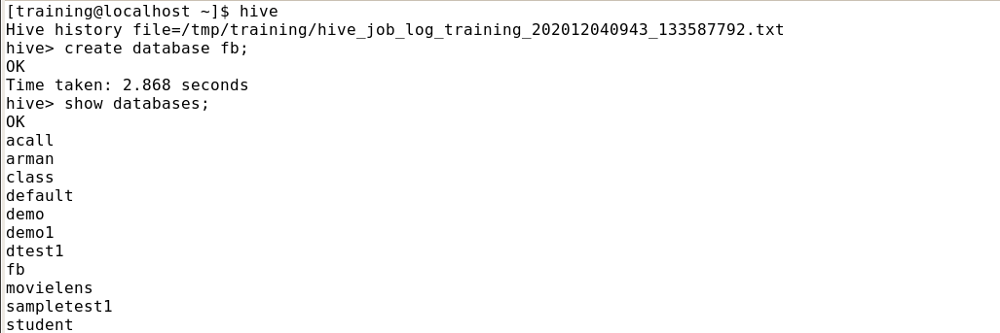 [training@localhost ~]$ hive
Hive history file=/tmp/training/hive_job_log_training_202012040943_133587792.txt
hive> create database fb;
OK
Time taken: 2.868 seconds
hive> show databases;
OK
acall
arman
class
default
demo
demo1
dtest1
fb
movielens
sampletest1
student